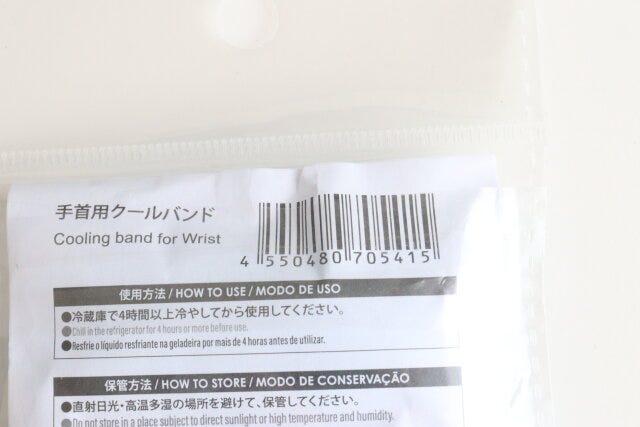 手首用クールバンド
Cooling band for Wrist
4 550480 705415
使用方法 / HOW TO USE / MODO DE USO
●冷蔵庫で4時間以上冷やしてから使用してください。
●Chill in the refrigerator for 4 hours or more before use.
●Resfrie o líquido resfriante na geladeira por mais de 4 horas antes de utilizar.
保管方法 / HOW TO STORE / MODO DE CONSERVAÇÃO
●直射日光・高温多湿の場所を避けて、保管してください。
●Do not store in a place subject to direct sunlight or high temperature and humidity.